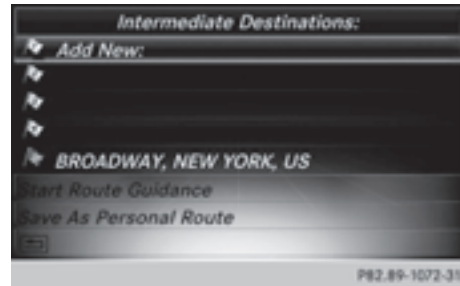 Intermediate Destinations:
Add New:
BROADWAY, NEW YORK, US
Start Route Guidance
Save As Personal Route
P82.89-1072-31